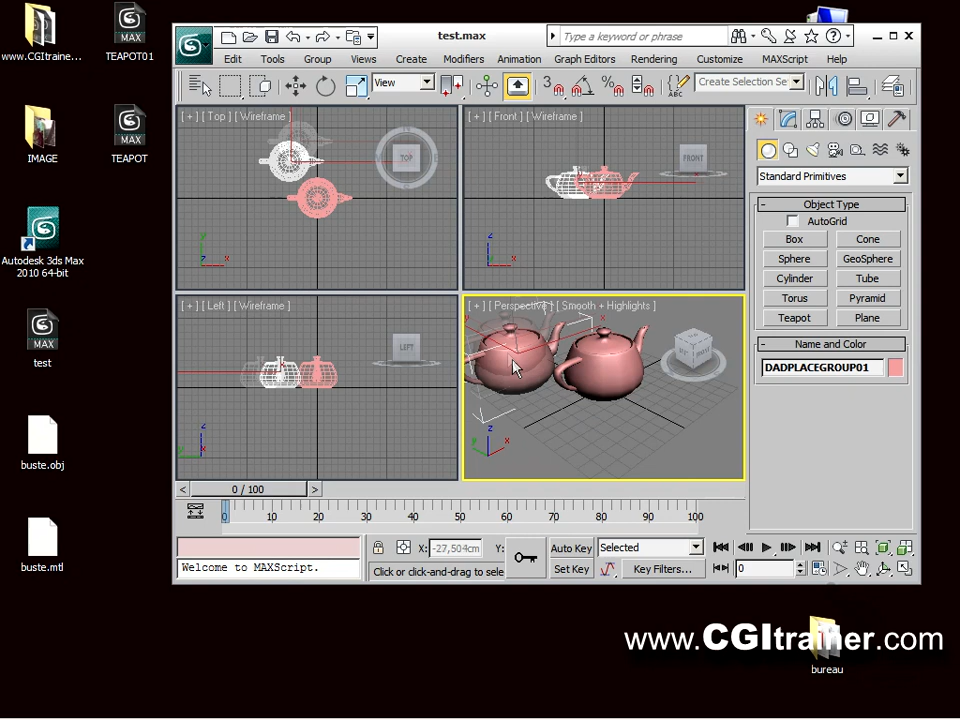 www.CGItraine...
TEAPOT01
IMAGE
TEAPOT
Autodesk 3ds Max
2010 64-bit
test
buste.obj
buste.mtl
test.max
Type a keyword or phrase
Edit Tools Group Views Create Modifiers Animation Graph Editors Rendering Customize MAXScript Help
View
3
ABC
Create Selection Se
[ + ] [ Top ] [ Wireframe ]
TOP
[ + ] [ Front ] [ Wireframe ]
FRONT
[ + ] [ Left ] [ Wireframe ]
LEFT
[ + ] [ Perspective ] [ Smooth + Highlights ]
Standard Primitives
Object Type
AutoGrid
Box Cone
Sphere GeoSphere
Cylinder Tube
Torus Pyramid
Teapot Plane
Name and Color
DADPLACEGROUP01
< 0 / 100 >
0 10 20 30 40 50 60 70 80 90 100
X: -27,504cm Y:
Auto Key Selected
Welcome to MAXScript.
Click or click-and-drag to sele
Set Key Key Filters... 0
www.CGItrainer.com
bureau